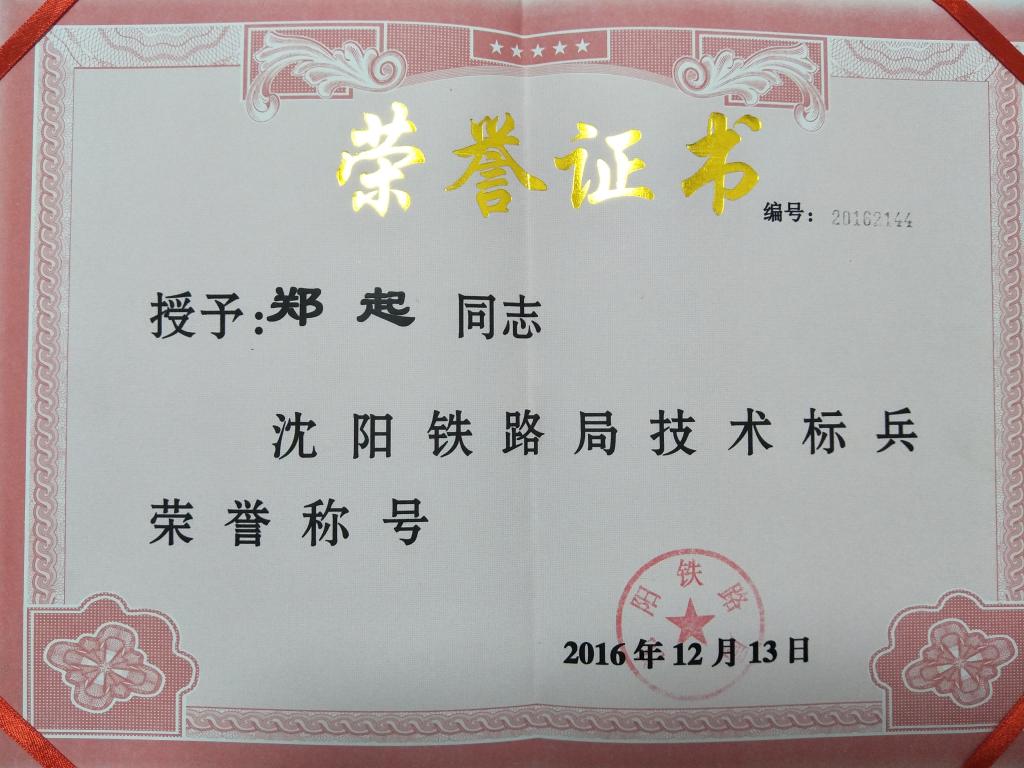 荣誉证书
编号：20162144
授予：郑起 同志
沈阳铁路局技术标兵
荣誉称号
阳铁路
2016年12月13日